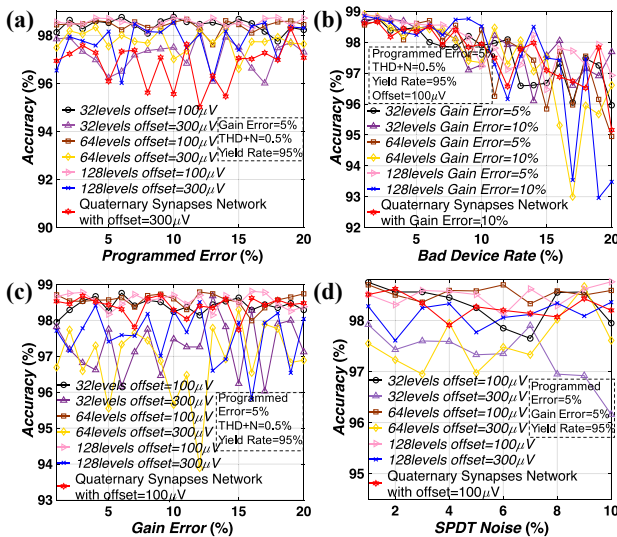 (a)
Accuracy (%)
98
96
94
92
90
32levels offset=100μV
32levels offset=300μV
64levels offset=100μV
64levels offset=300μV
128levels offset=100μV
128levels offset=300μV
Quaternary Synapses Network
with offset=300μV
Gain Error=5%
THD+N=0.5%
Yield Rate=95%
5 10 15 20
Programmed Error (%)
(b)
Accuracy (%)
99
98
97
96
95
94
93
92
Programmed Error=5%
THD+N=0.5%
Yield Rate=95%
Offset=100μV
32levels Gain Error=5%
32levels Gain Error=10%
64levels Gain Error=5%
64levels Gain Error=10%
128levels Gain Error=5%
128levels Gain Error=10%
Quaternary Synapses Network
with Gain Error=10%
5 10 15 20
Bad Device Rate (%)
(c)
Accuracy (%)
99
98
97
96
95
94
93
32levels offset=100μV
32levels offset=300μV
64levels offset=100μV
64levels offset=300μV
128levels offset=100μV
128levels offset=300μV
Quaternary Synapses Network
with offset=100μV
Programmed
Error=5%
THD+N=0.5%
Yield Rate=95%
5 10 15 20
Gain Error (%)
(d)
Accuracy (%)
98.5
98
97.5
97
96.5
96
95.5
95
32levels offset=100μV
32levels offset=300μV
64levels offset=100μV
64levels offset=300μV
128levels offset=100μV
128levels offset=300μV
Quaternary Synapses Network
with offset=100μV
Programmed
Error=5%
Gain Error=5%
Yield Rate=95%
2 4 6 8 10
SPDT Noise (%)